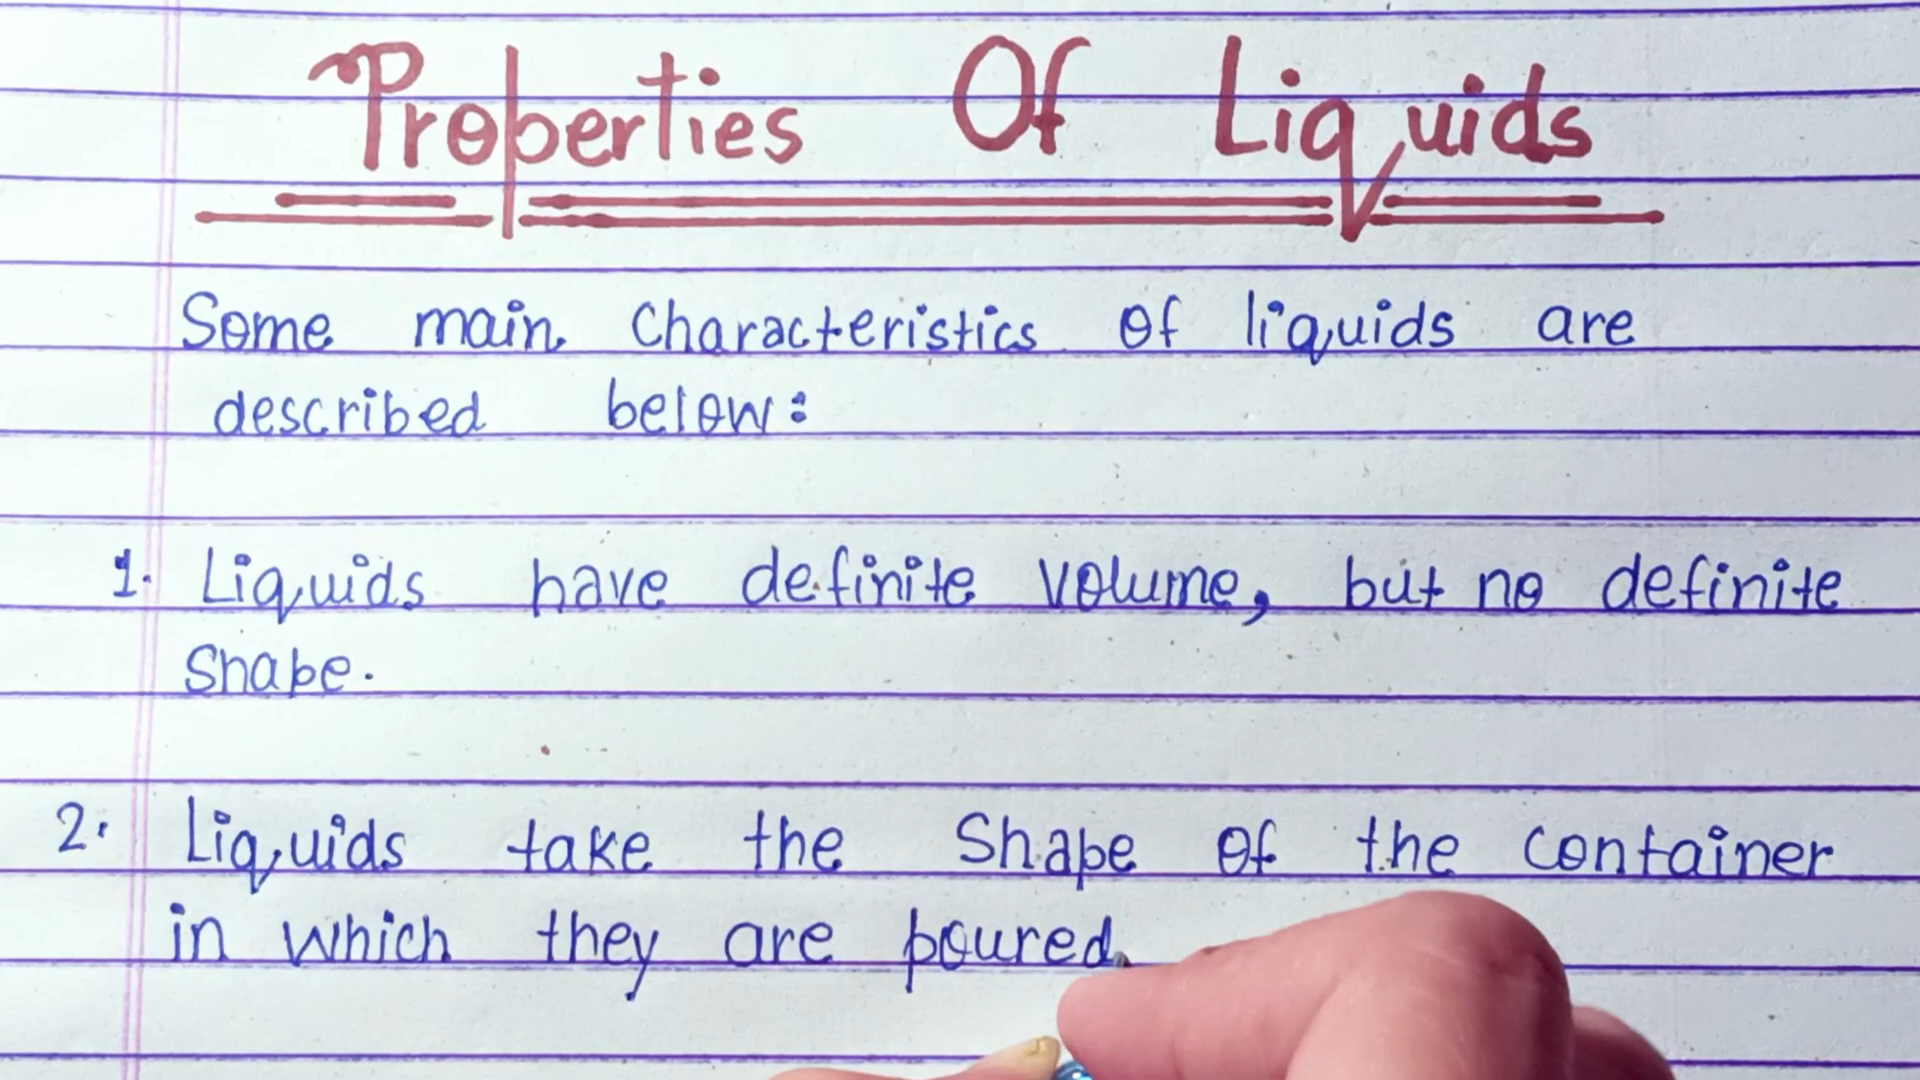 Properties Of Liquids
Some main Characteristics of liquids are
described below:
1. Liquids have definite volume, but no definite
Shape.
2. Liquids take the Shape of the container
in which they are poured.